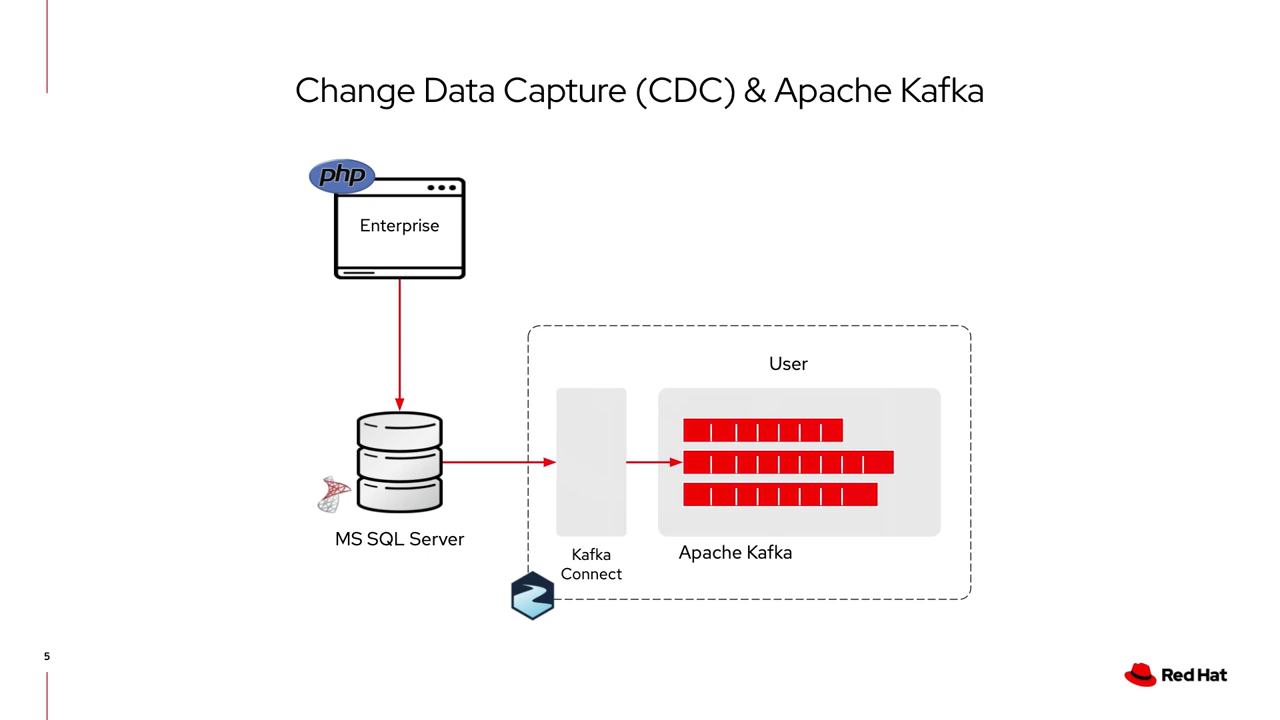 Change Data Capture (CDC) & Apache Kafka
php
Enterprise
User
MS SQL Server
Kafka
Connect
Apache Kafka
5
Red Hat